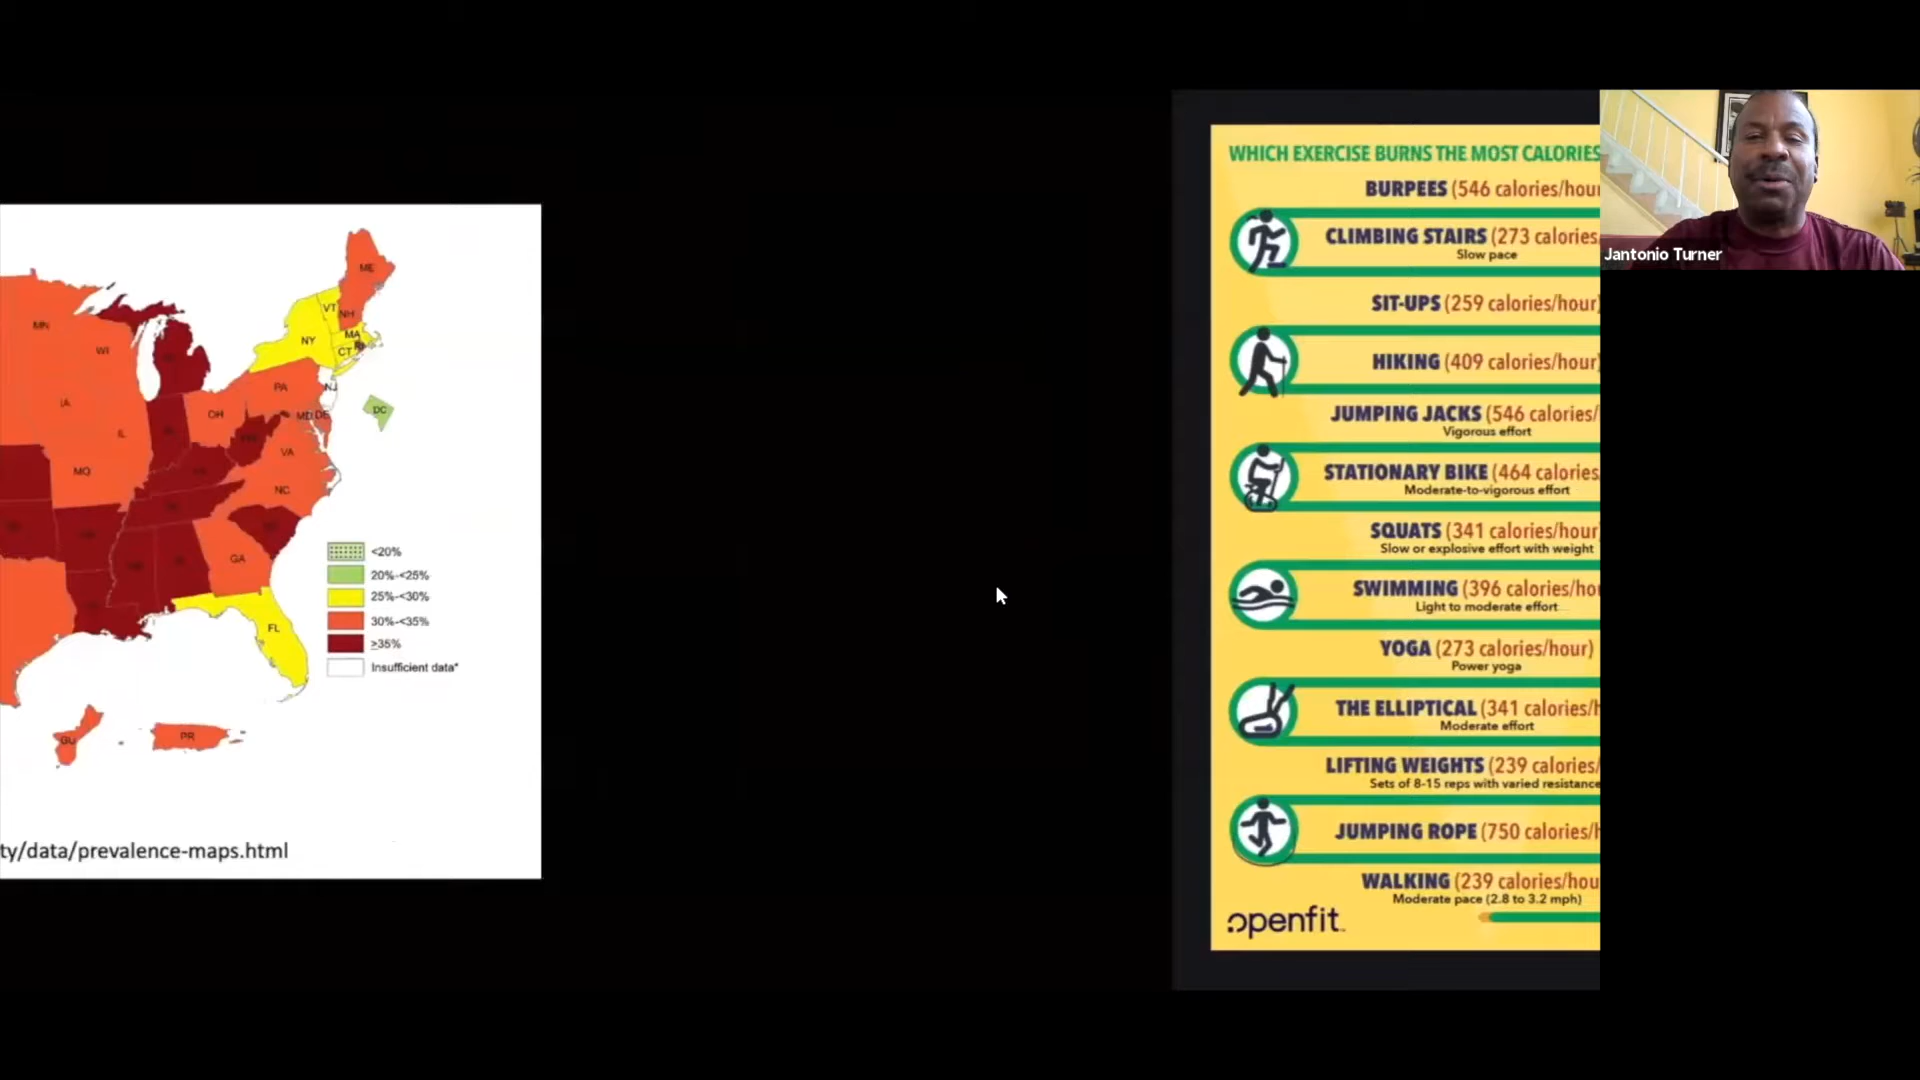 ME
VT
NH
MN
MA
NY
WI
CT
PA
NJ
IA
DC
OH
MD
DE
IL
VA
MO
NC
GA
<20%
20%-<25%
25%-<30%
30%-<35%
≥35%
Insufficient data*
FL
GU
PR
ty/data/prevalence-maps.html
WHICH EXERCISE BURNS THE MOST CALORIES
BURPEES (546 calories/hour
CLIMBING STAIRS (273 calories
Slow pace
SIT-UPS (259 calories/hour)
HIKING (409 calories/hour)
JUMPING JACKS (546 calories/
Vigorous effort
STATIONARY BIKE (464 calories
Moderate-to-vigorous effort
SQUATS (341 calories/hour)
Slow or explosive effort with weight
SWIMMING (396 calories/ho
Light to moderate effort
YOGA (273 calories/hour)
Power yoga
THE ELLIPTICAL (341 calories/h
Moderate effort
LIFTING WEIGHTS (239 calories/
Sets of 8-15 reps with varied resistance
JUMPING ROPE (750 calories/h
WALKING (239 calories/hou
Moderate pace (2.8 to 3.2 mph)
openfit
Jantonio Turner